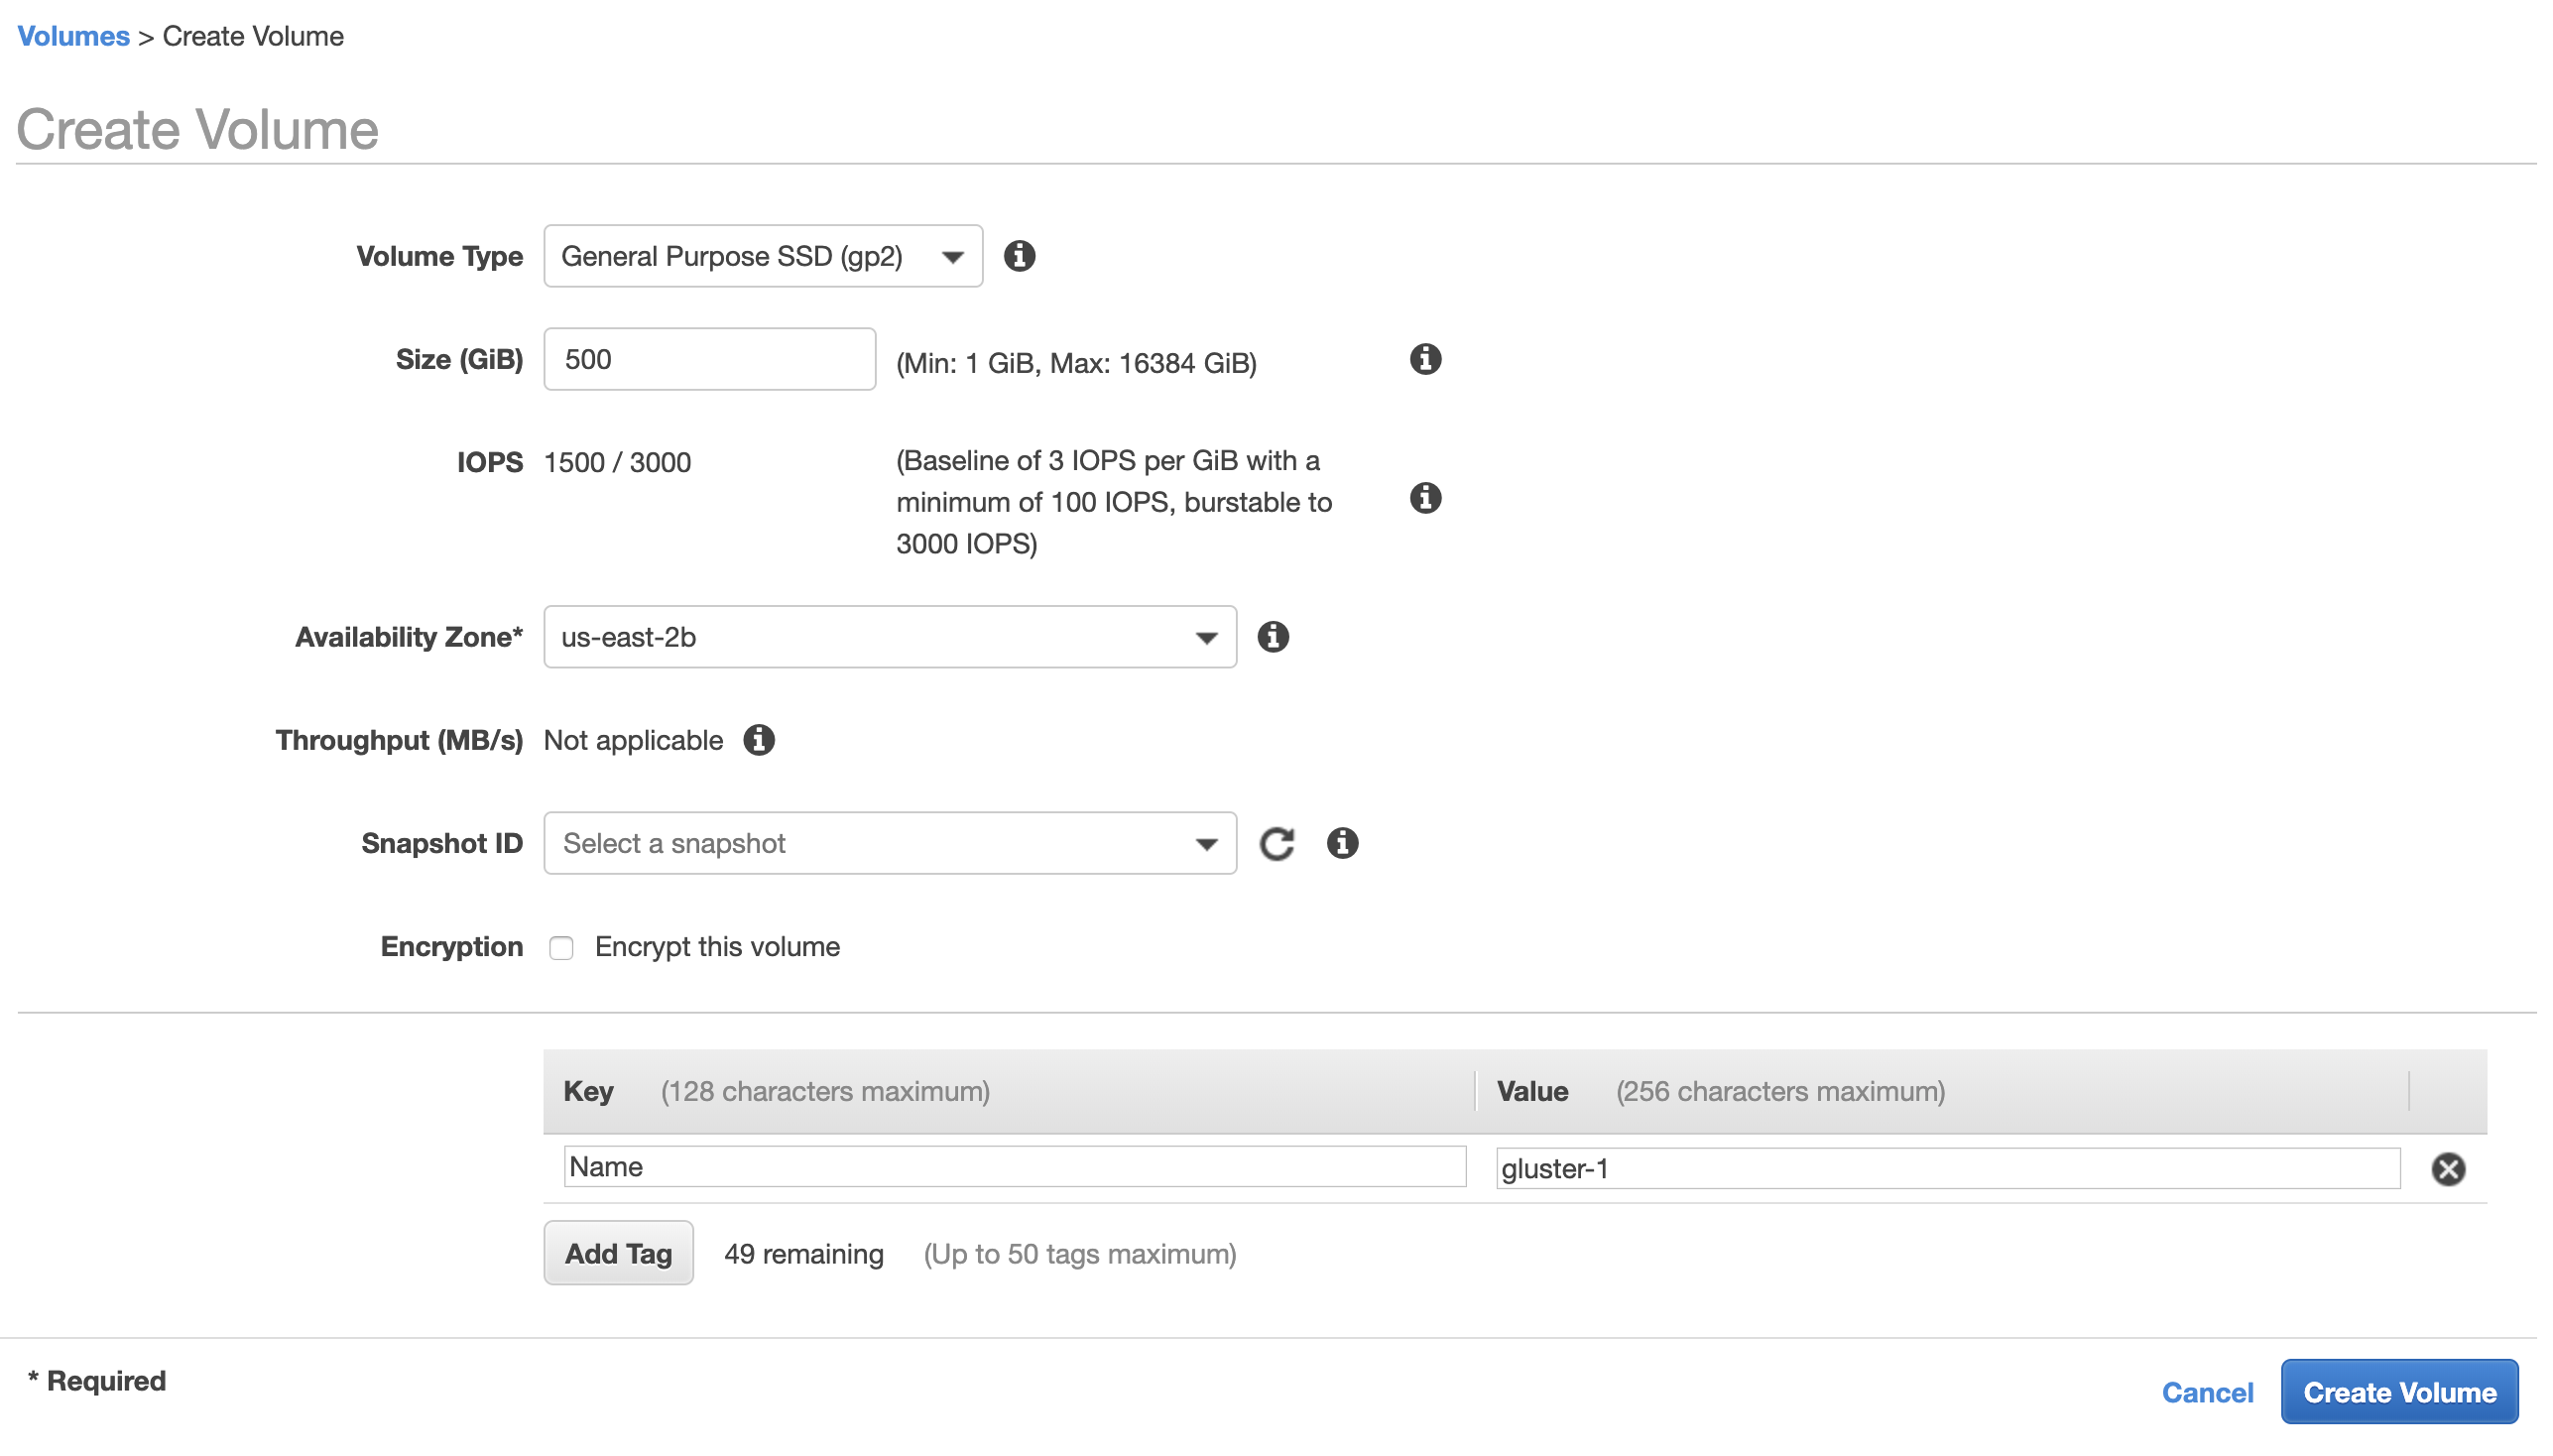 Volumes > Create Volume
Create Volume
Volume Type General Purpose SSD (gp2)
Size (GiB) 500 (Min: 1 GiB, Max: 16384 GiB)
IOPS 1500 / 3000 (Baseline of 3 IOPS per GiB with a
minimum of 100 IOPS, burstable to
3000 IOPS)
Availability Zone* us-east-2b
Throughput (MB/s) Not applicable
Snapshot ID Select a snapshot
Encryption Encrypt this volume
Key (128 characters maximum) Value (256 characters maximum)
Name gluster-1
Add Tag 49 remaining (Up to 50 tags maximum)
* Required
Cancel Create Volume